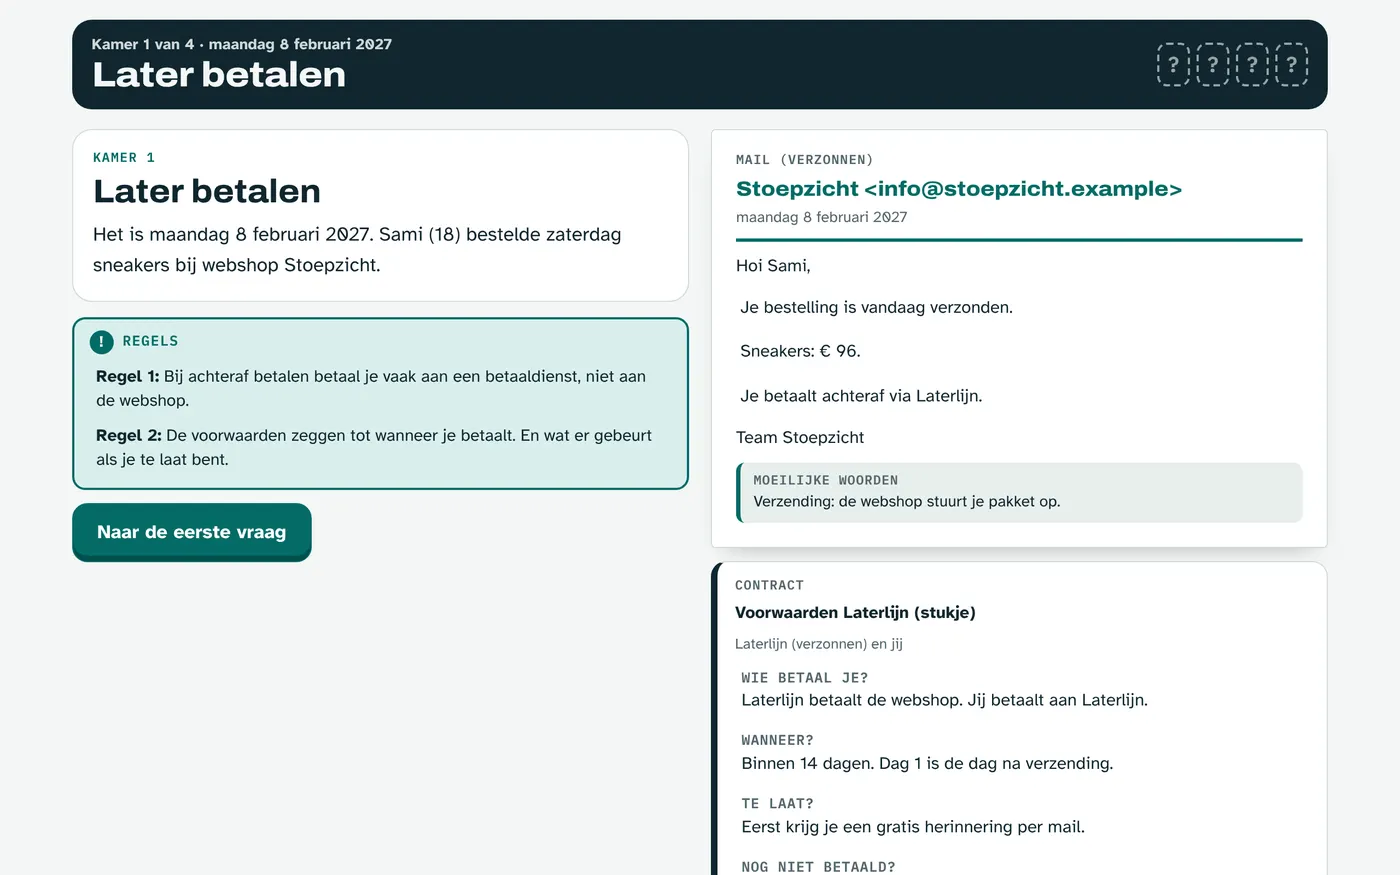 Kamer 1 van 4 · maandag 8 februari 2027
Later betalen
? ? ? ?
KAMER 1
Later betalen
Het is maandag 8 februari 2027. Sami (18) bestelde zaterdag
sneakers bij webshop Stoepzicht.
! REGELS
Regel 1: Bij achteraf betalen betaal je vaak aan een betaaldienst, niet aan
de webshop.
Regel 2: De voorwaarden zeggen tot wanneer je betaalt. En wat er gebeurt
als je te laat bent.
Naar de eerste vraag
MAIL (VERZONNEN)
Stoepzicht <info@stoepzicht.example>
maandag 8 februari 2027
Hoi Sami,
Je bestelling is vandaag verzonden.
Sneakers: € 96.
Je betaalt achteraf via Laterlijn.
Team Stoepzicht
MOEILIJKE WOORDEN
Verzending: de webshop stuurt je pakket op.
CONTRACT
Voorwaarden Laterlijn (stukje)
Laterlijn (verzonnen) en jij
WIE BETAAL JE?
Laterlijn betaalt de webshop. Jij betaalt aan Laterlijn.
WANNEER?
Binnen 14 dagen. Dag 1 is de dag na verzending.
TE LAAT?
Eerst krijg je een gratis herinnering per mail.
NOG NIET BETAALD?